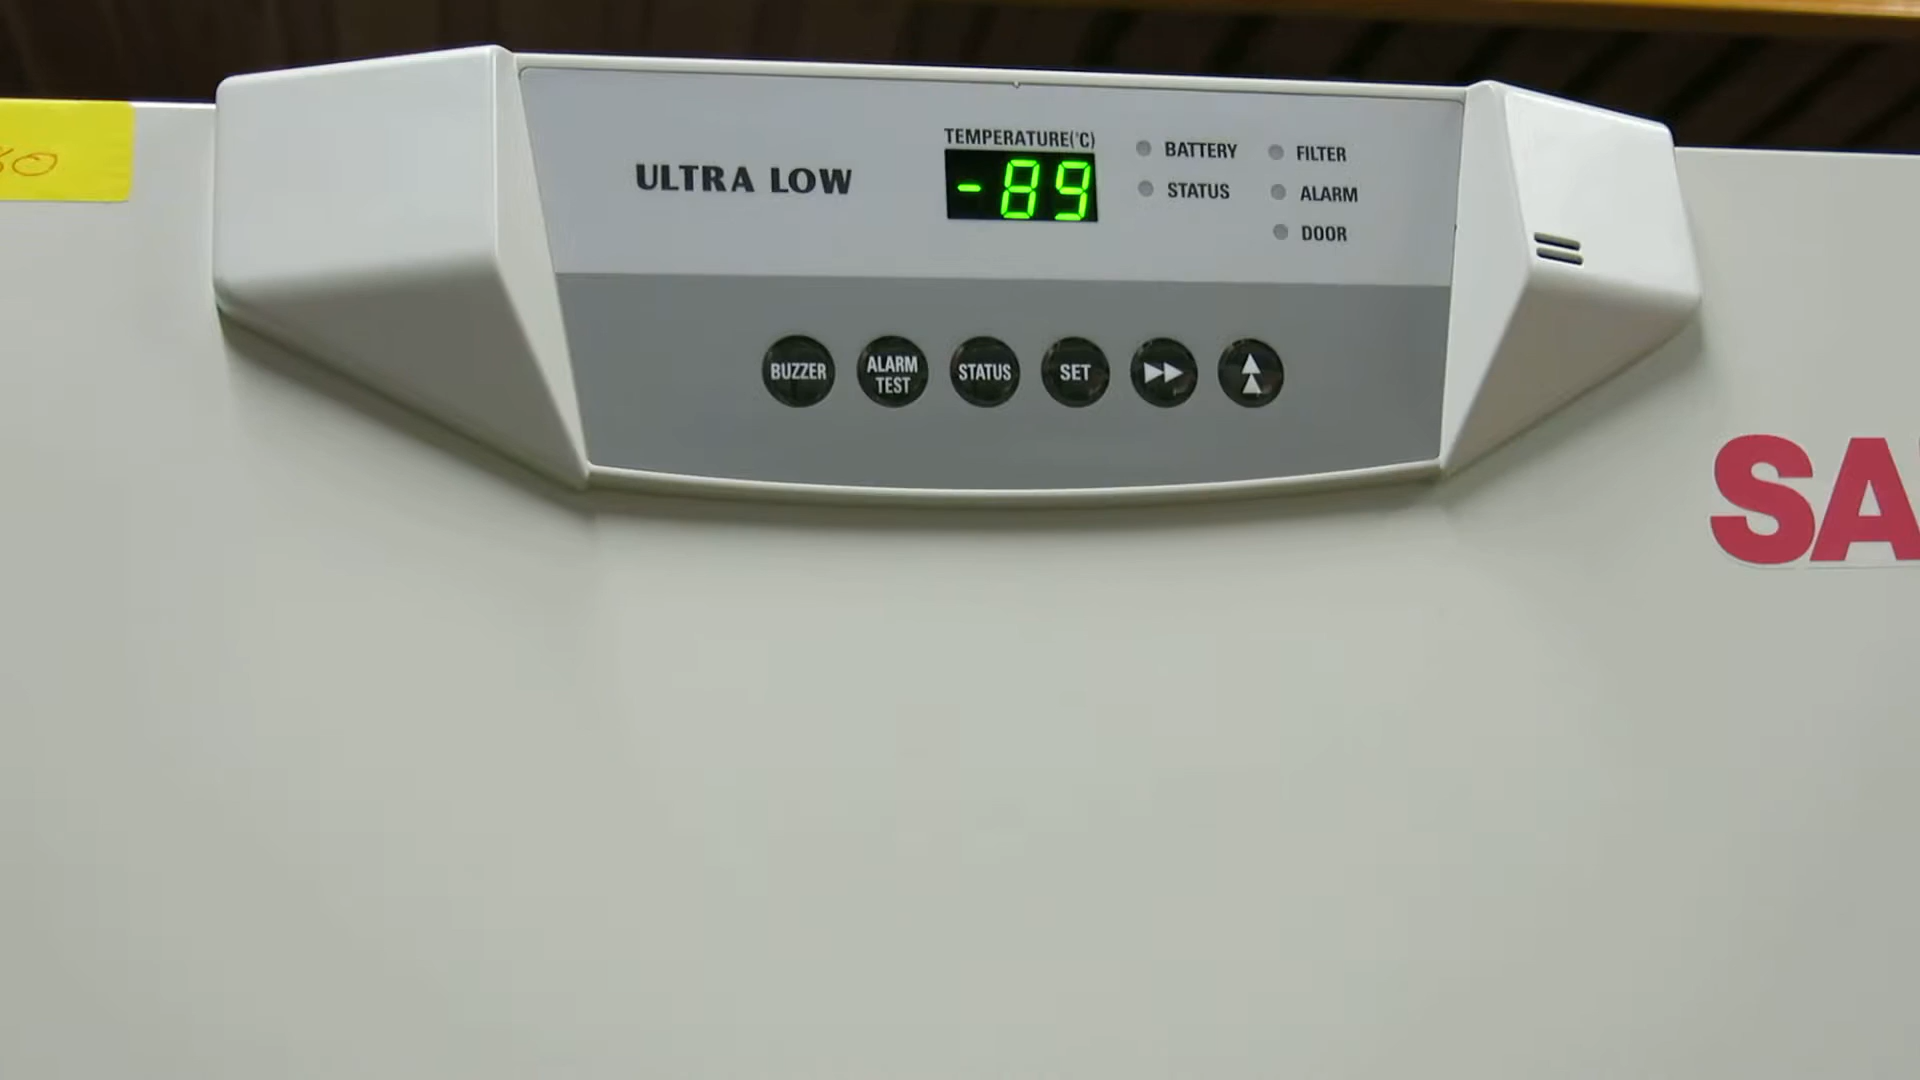 ULTRA LOW
TEMPERATURE(°C)
-89
BATTERY
FILTER
STATUS
ALARM
DOOR
BUZZER
ALARM
TEST
STATUS
SET
SA